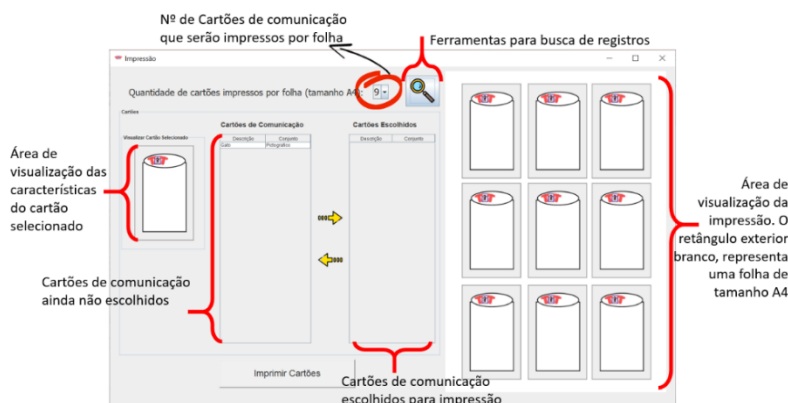 Nº de Cartões de comunicação
que serão impressos por folha
Ferramentas para busca de registros
Impressão
Quantidade de cartões impressos por folha (tamanho A4):
9
Cartões
Cartões de Comunicação
Cartões Escolhidos
Visualizar Cartão Selecionado
Descrição
Conjunto
Descrição
Conjunto
Gato
Pictográfico
Área de
visualização das
características
do cartão
selecionado
Cartões de comunicação
ainda não escolhidos
Área de
visualização da
impressão. O
retângulo exterior
branco, representa
uma folha de
tamanho A4
Imprimir Cartões
Cartões de comunicação
escolhidos para impressão